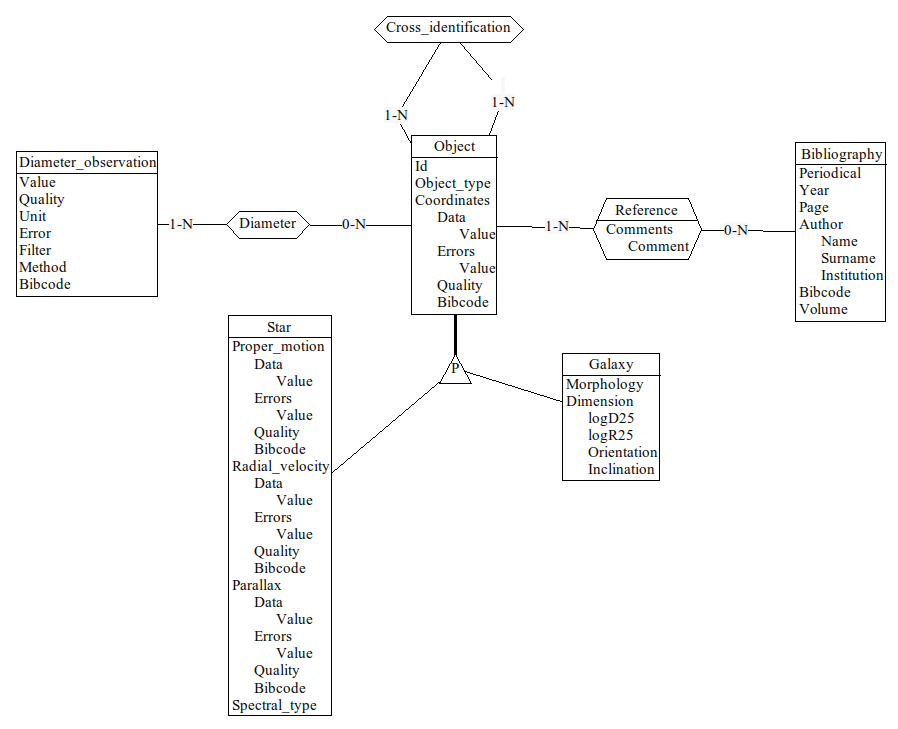 Cross_identification
1-N
1-N
Diameter_observation
Value
Quality
Unit
Error
Filter
Method
Bibcode
1-N
Diameter
0-N
Object
Id
Object_type
Coordinates
Data
Value
Errors
Value
Quality
Bibcode
1-N
Reference
Comments
Comment
0-N
Bibliography
Periodical
Year
Page
Author
Name
Surname
Institution
Bibcode
Volume
P
Star
Proper_motion
Data
Value
Errors
Value
Quality
Bibcode
Radial_velocity
Data
Value
Errors
Value
Quality
Bibcode
Parallax
Data
Value
Errors
Value
Quality
Bibcode
Spectral_type
Galaxy
Morphology
Dimension
logD25
logR25
Orientation
Inclination